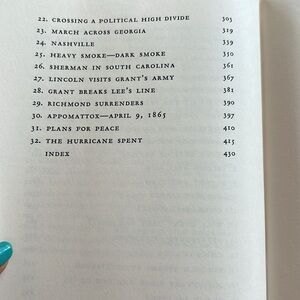 22. CROSSING A POLITICAL HIGH DIVIDE 305
23. MARCH ACROSS GEORGIA 319
24. NASHVILLE 339
25. HEAVY SMOKE—DARK SMOKE 350
26. SHERMAN IN SOUTH CAROLINA 361
27. LINCOLN VISITS GRANT'S ARMY 367
28. GRANT BREAKS LEE'S LINE 381
29. RICHMOND SURRENDERS 390
30. APPOMATTOX—APRIL 9, 1865 397
31. PLANS FOR PEACE 410
32. THE HURRICANE SPENT 415
INDEX 430